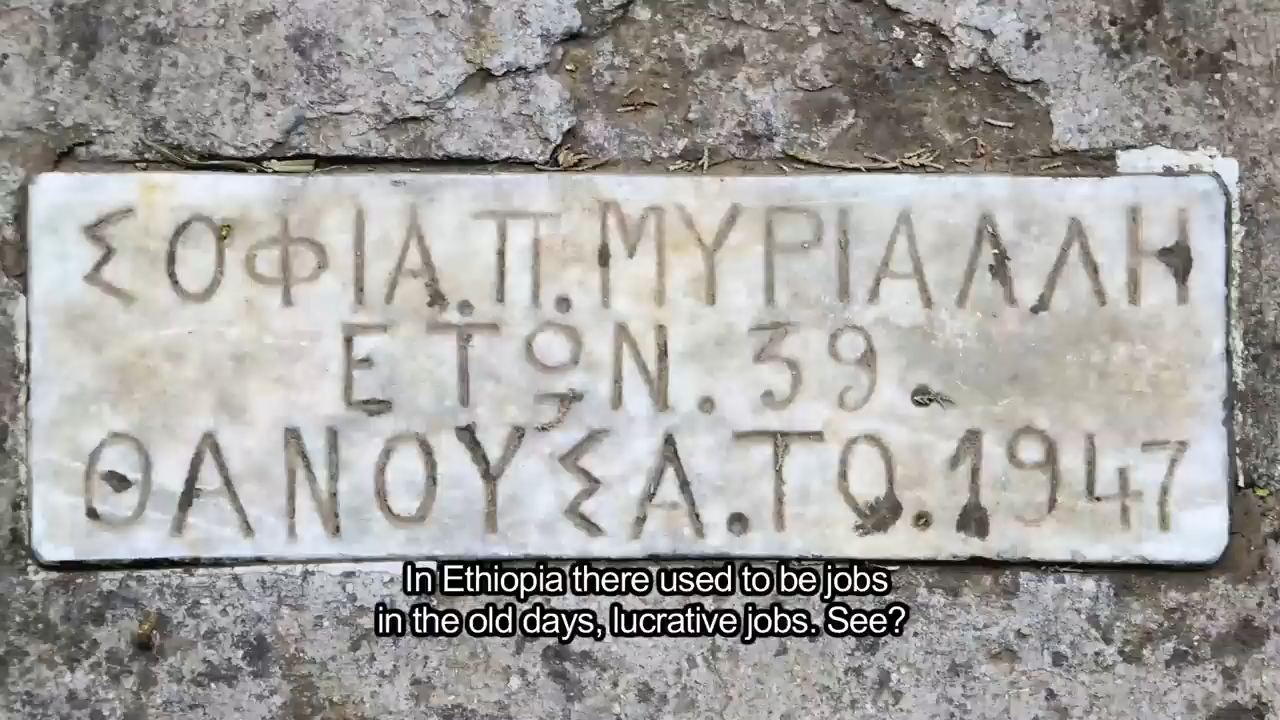 ΣΟΦΙΑ.Π.ΜΥΡΙΑΛΛΗ
ΕΤΩΝ.39.
ΘΑΝΟΥΣΑ.ΤΟ.1947
In Ethiopia there used to be jobs
in the old days, lucrative jobs. See?